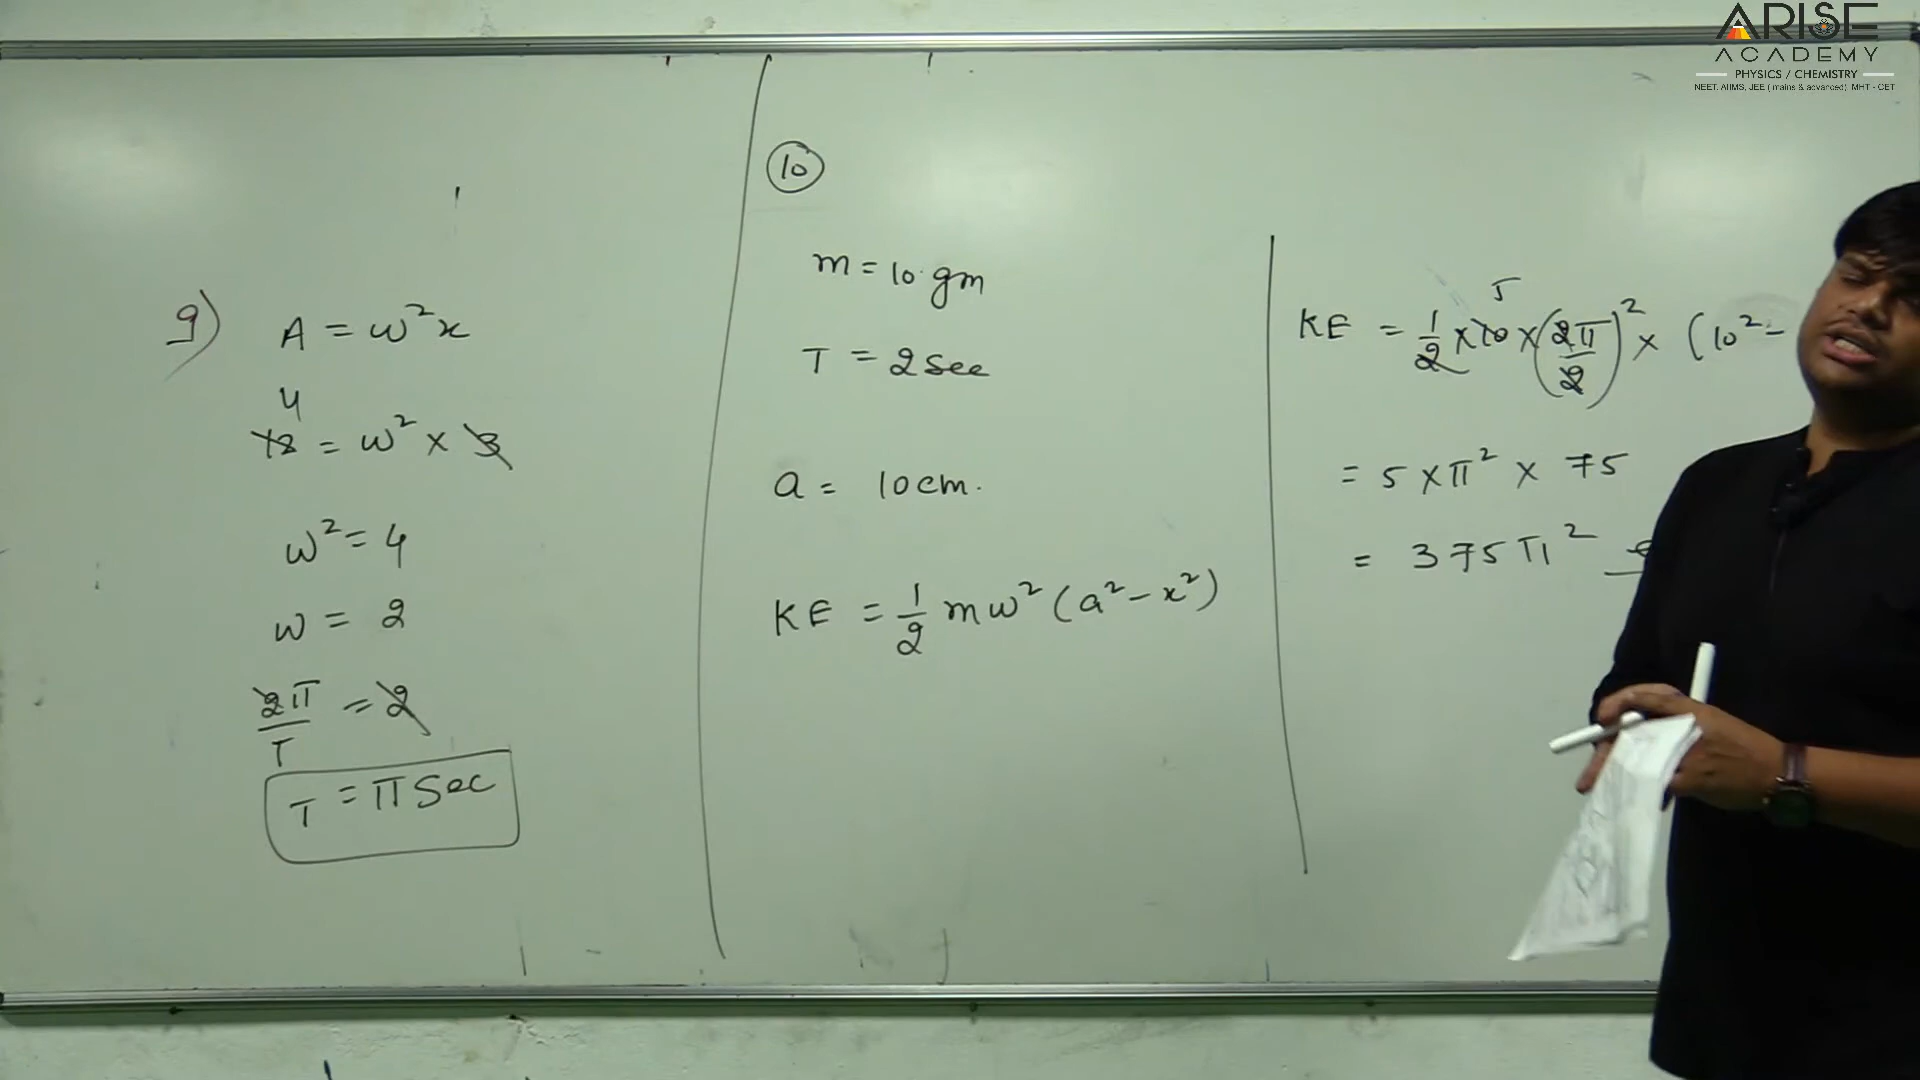 ARISE
ACADEMY
PHYSICS / CHEMISTRY
NEET, AIIMS, JEE (mains & advanced), MHT - CET
9)
A = ω²x
4
12 = ω² × 3
ω² = 4
ω = 2
2π/T = 2
T = π Sec
10
m = 10 gm
T = 2 Sec
a = 10 cm.
KE = 1/2 mω² (a² - x²)
5
KE = 1/2 × 10 × (2π/2)² × (10² -
= 5 × π² × 75
= 375 π²